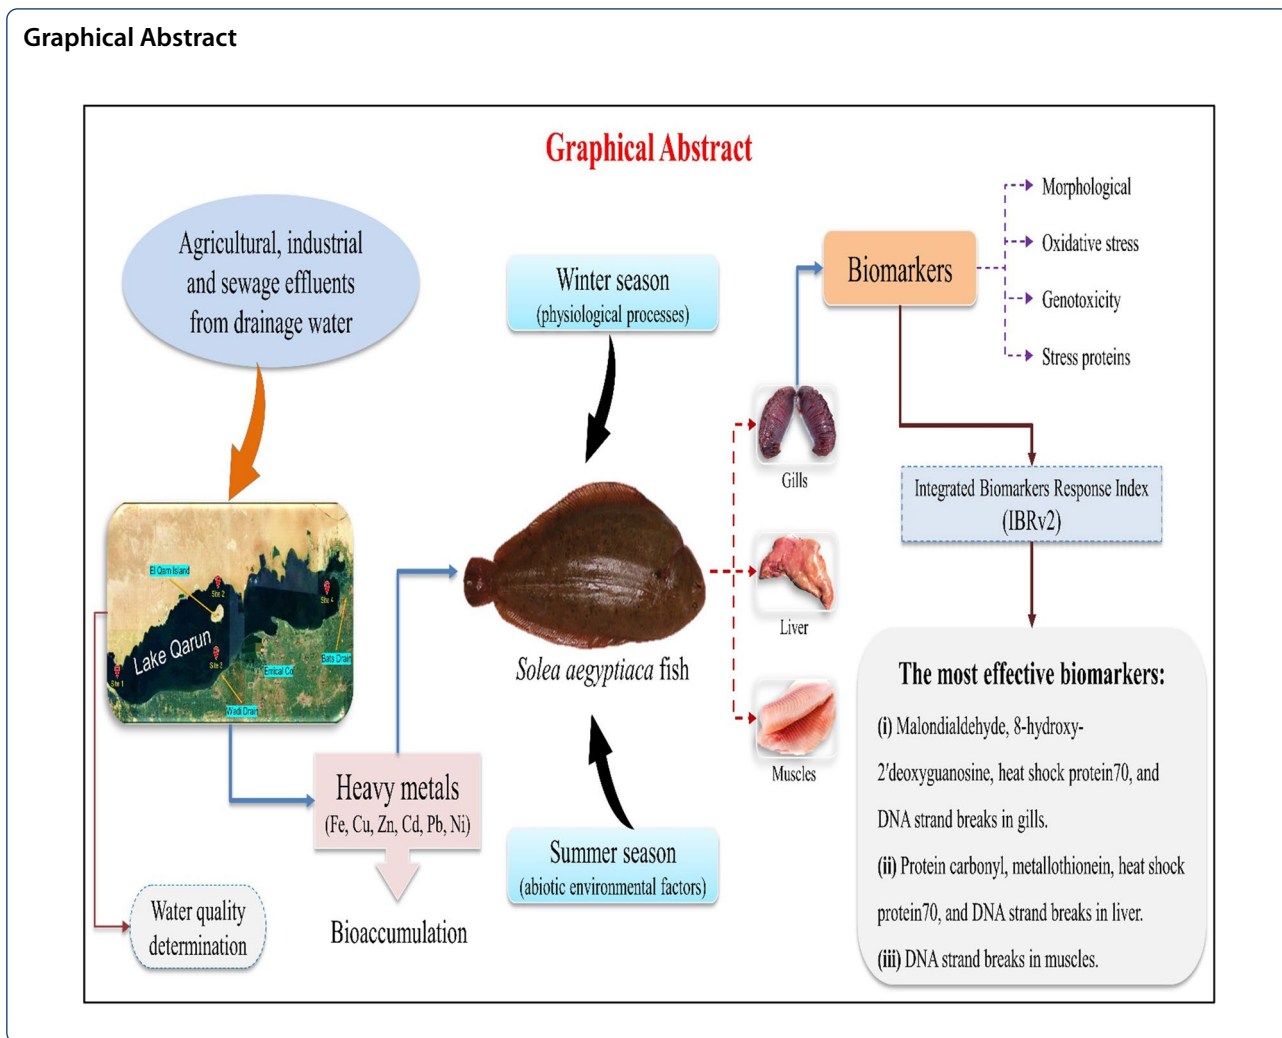 Graphical Abstract
Graphical Abstract
Agricultural, industrial
and sewage effluents
from drainage water
Winter season
(physiological processes)
Biomarkers
Morphological
Oxidative stress
Genotoxicity
Stress proteins
Gills
Integrated Biomarkers Response Index
(IBRv2)
El Qarn Island
Site 2
Site 4
Lake Qarun
Site 1
Site 3
Emical Co
Bats Drain
Wadi Drain
Solea aegyptiaca fish
Liver
Muscles
Heavy metals
(Fe, Cu, Zn, Cd, Pb, Ni)
Bioaccumulation
Summer season
(abiotic environmental factors)
Water quality
determination
The most effective biomarkers:
(i) Malondialdehyde, 8-hydroxy-
2'deoxyguanosine, heat shock protein70, and
DNA strand breaks in gills.
(ii) Protein carbonyl, metallothionein, heat shock
protein70, and DNA strand breaks in liver.
(iii) DNA strand breaks in muscles.